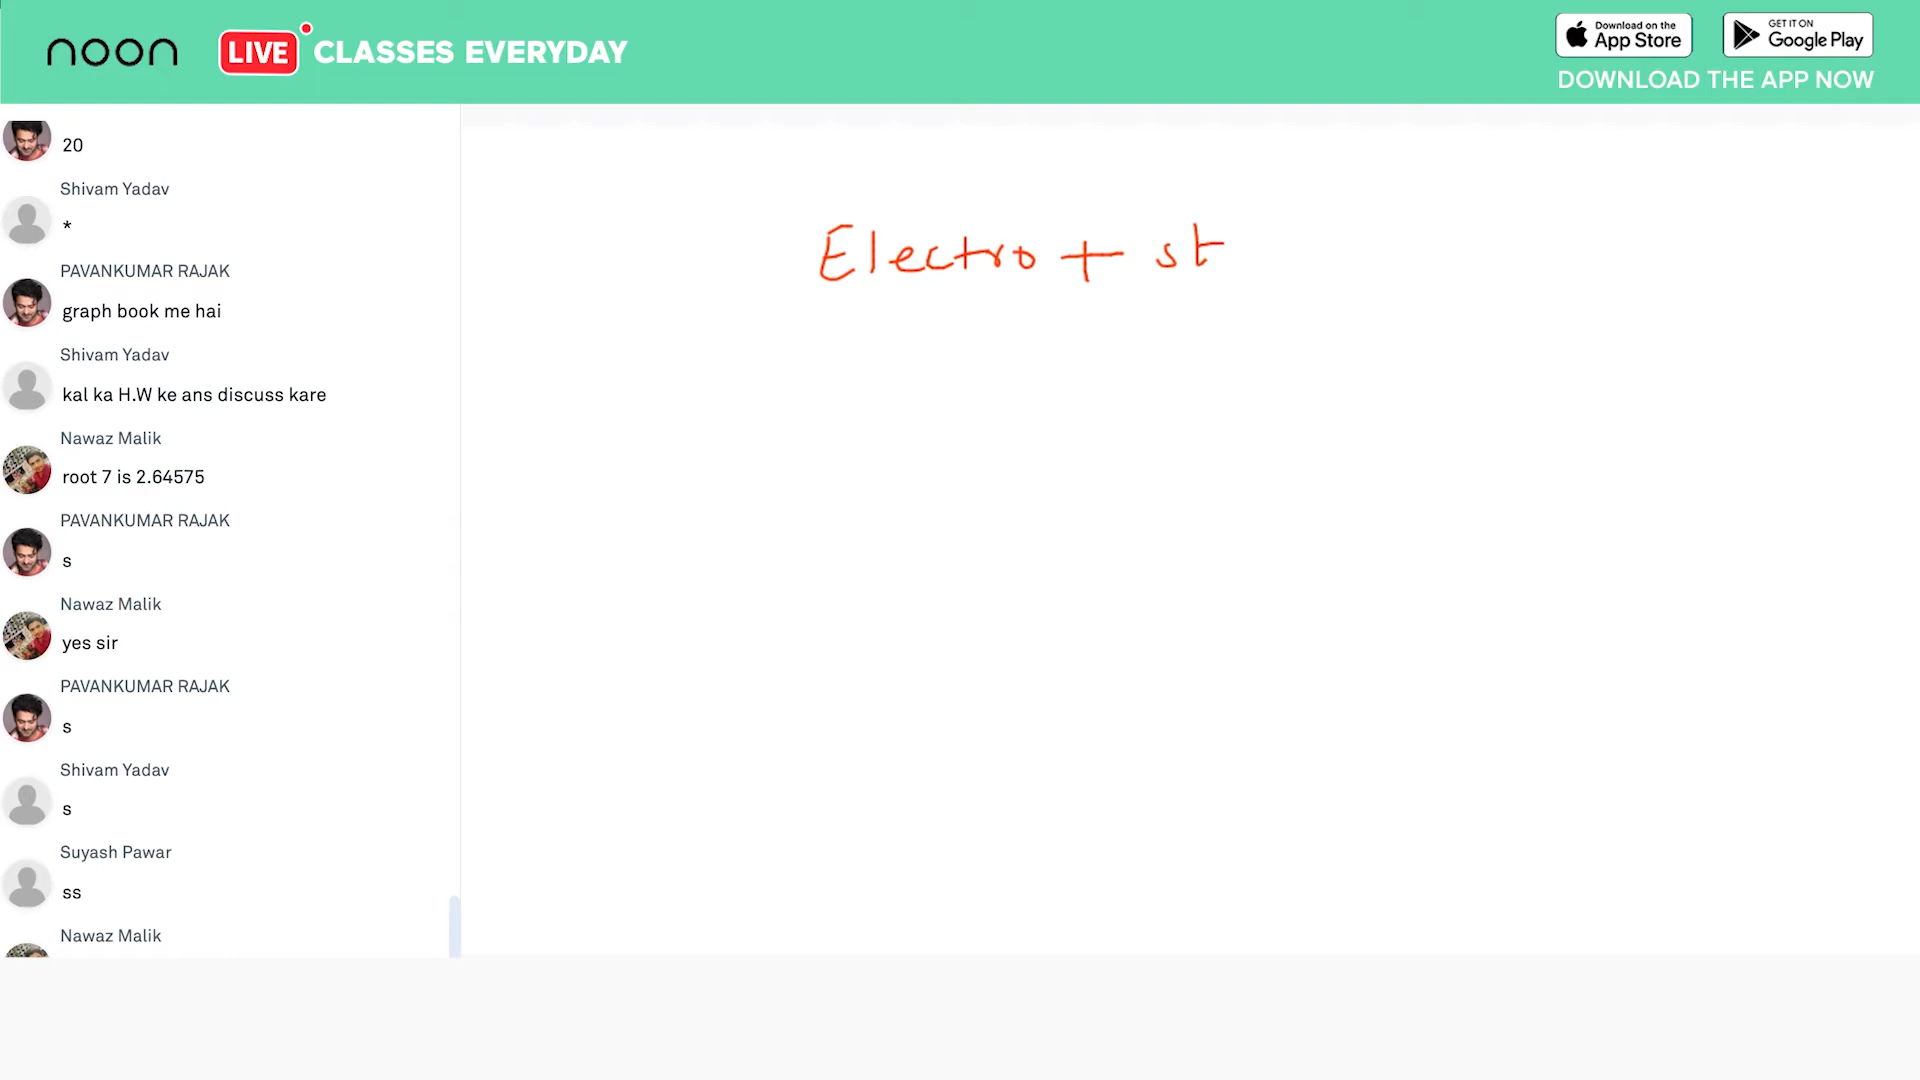 noon LIVE CLASSES EVERYDAY
Download on the App Store
GET IT ON Google Play
DOWNLOAD THE APP NOW
20
Shivam Yadav
*
PAVANKUMAR RAJAK
graph book me hai
Shivam Yadav
kal ka H.W ke ans discuss kare
Nawaz Malik
root 7 is 2.64575
PAVANKUMAR RAJAK
s
Nawaz Malik
yes sir
PAVANKUMAR RAJAK
s
Shivam Yadav
s
Suyash Pawar
ss
Nawaz Malik
Electro + st